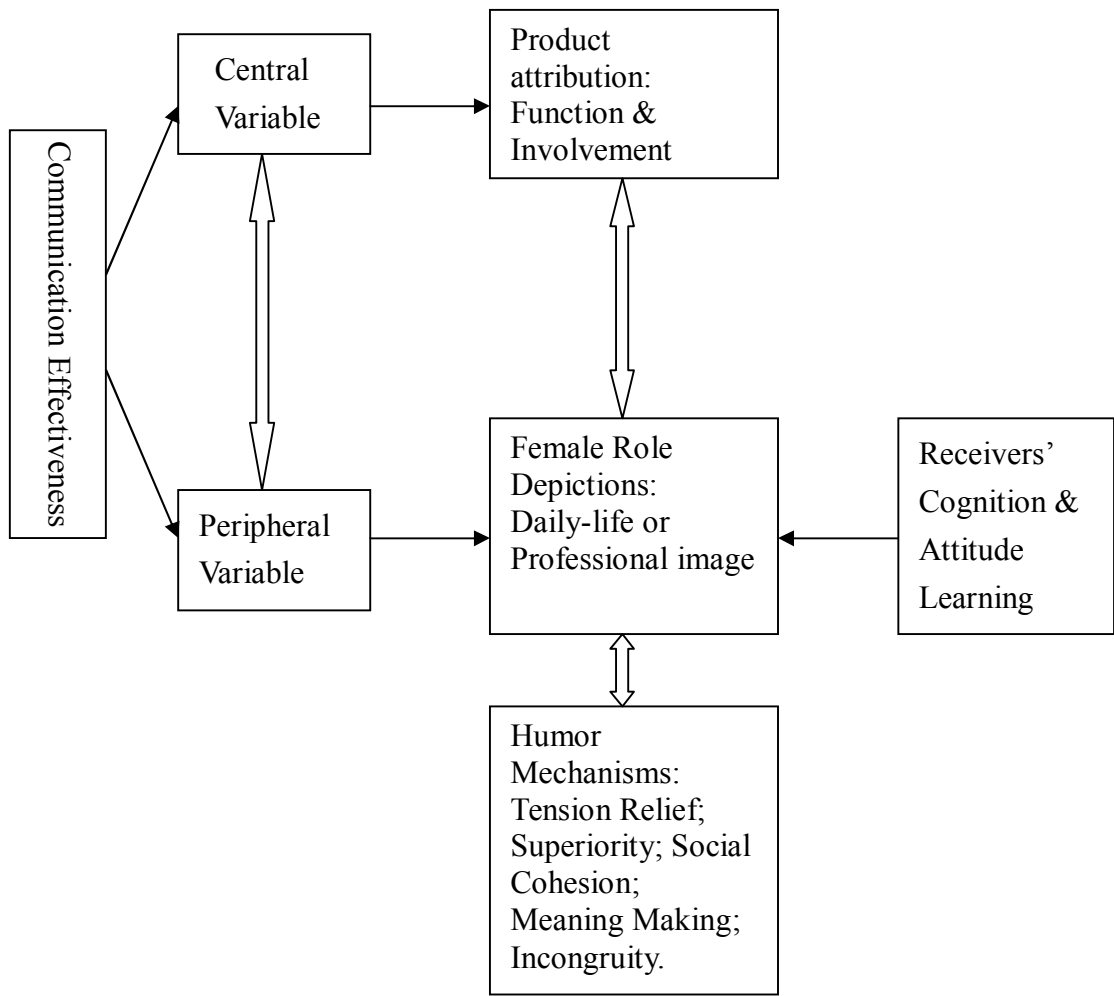 Communication Effectiveness
Central
Variable
Product
attribution:
Function &
Involvement
Peripheral
Variable
Female Role
Depictions:
Daily-life or
Professional image
Receivers’
Cognition &
Attitude
Learning
Humor
Mechanisms:
Tension Relief;
Superiority; Social
Cohesion;
Meaning Making;
Incongruity.